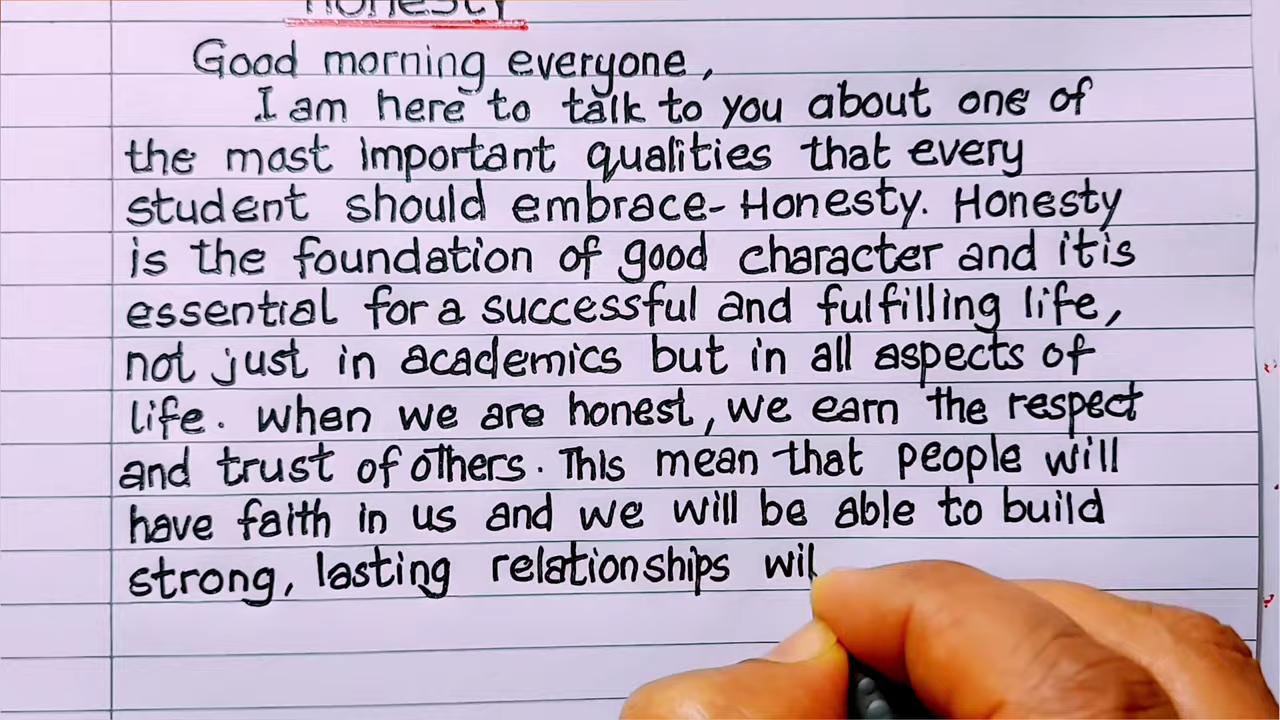 Honesty
Good morning everyone,
I am here to talk to you about one of
the most important qualities that every
student should embrace- Honesty. Honesty
is the foundation of good character and it is
essential for a successful and fulfilling life,
not just in academics but in all aspects of
life. When we are honest, we earn the respect
and trust of others. This mean that people will
have faith in us and we will be able to build
strong, lasting relationships